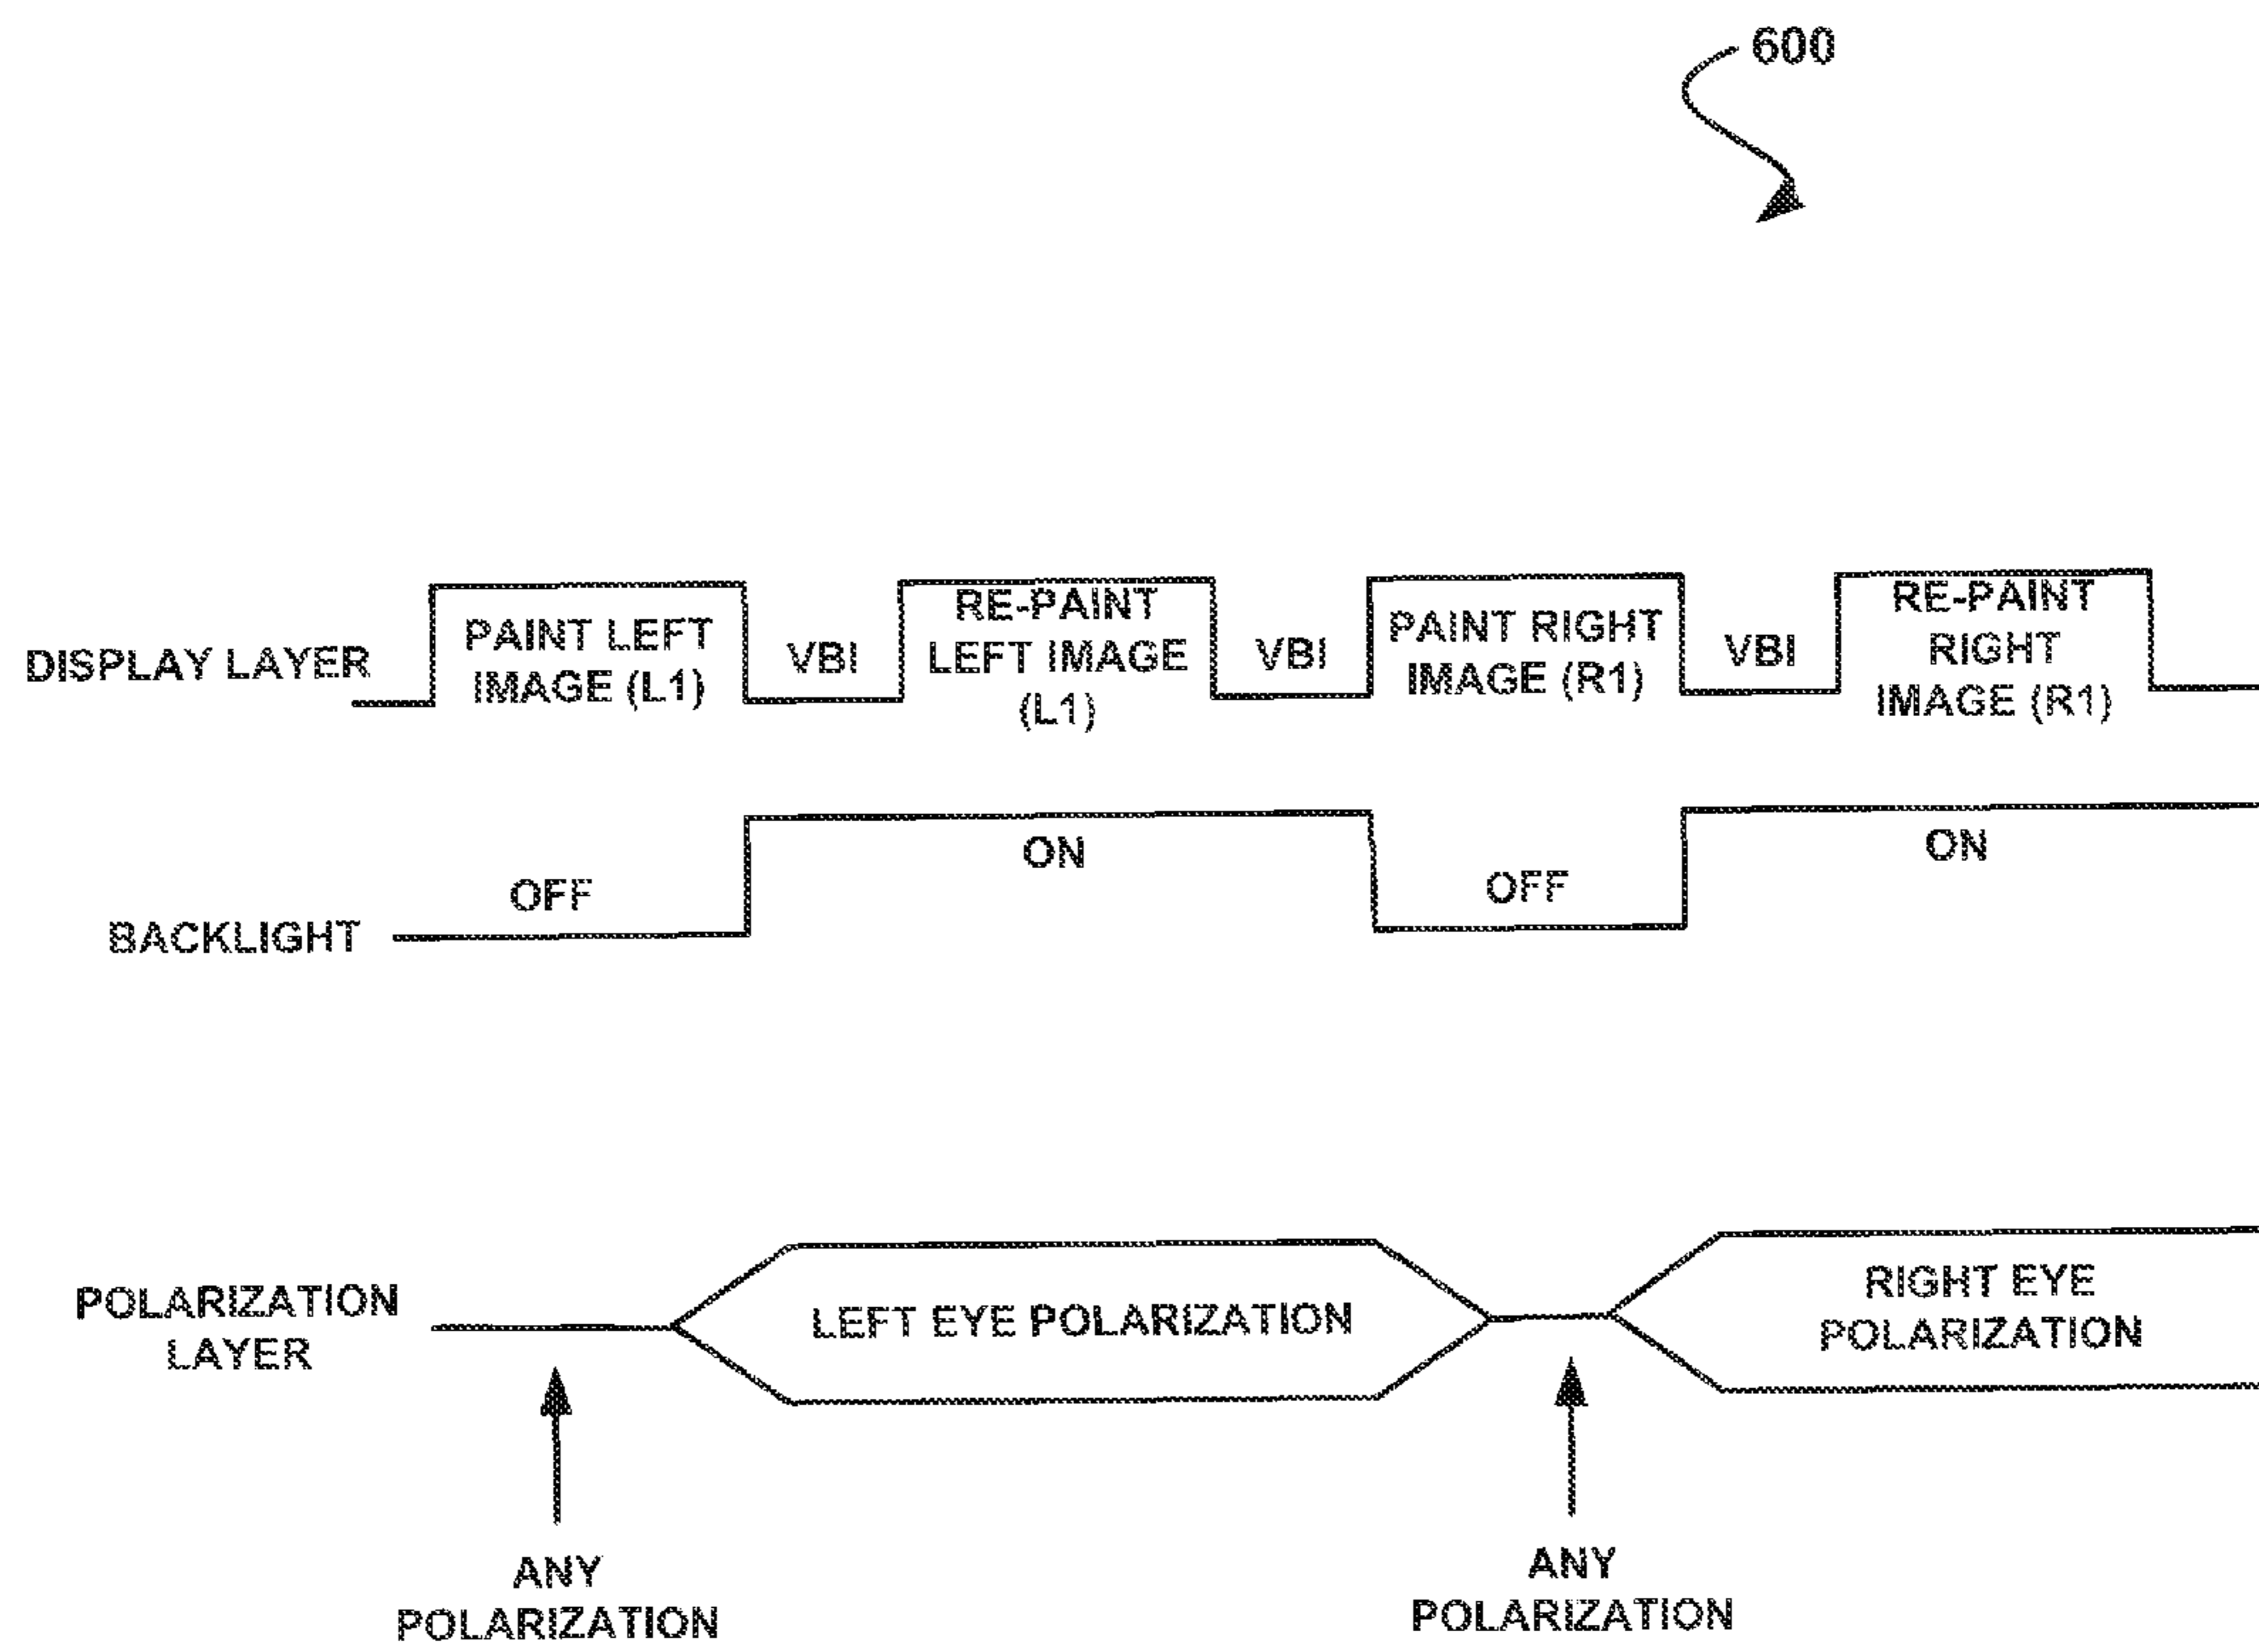 600
DISPLAY LAYER
PAINT LEFT
IMAGE (L1)
VBI
RE-PAINT
LEFT IMAGE
(L1)
VBI
PAINT RIGHT
IMAGE (R1)
VBI
RE-PAINT
RIGHT
IMAGE (R1)
BACKLIGHT
OFF
ON
OFF
ON
POLARIZATION
LAYER
LEFT EYE POLARIZATION
RIGHT EYE
POLARIZATION
ANY
POLARIZATION
ANY
POLARIZATION